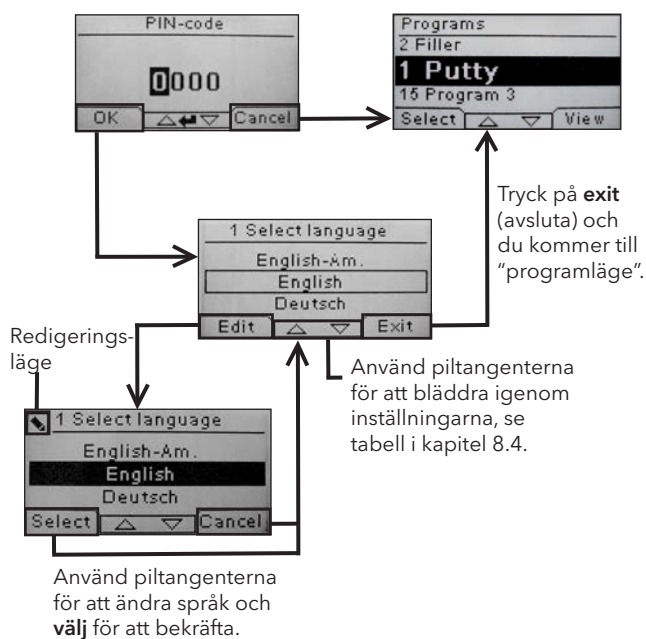 PIN-code
0000
OK
Cancel
Programs
2 Filler
1 Putty
15 Program 3
Select
View
Tryck på exit
(avsluta) och
du kommer till
”programläge”.
1 Select language
English-Am.
English
Deutsch
Edit
Exit
Redigerings-
läge
Använd piltangenterna
för att bläddra igenom
inställningarna, se
tabell i kapitel 8.4.
1 Select language
English-Am.
English
Deutsch
Select
Cancel
Använd piltangenterna
för att ändra språk och
välj för att bekräfta.